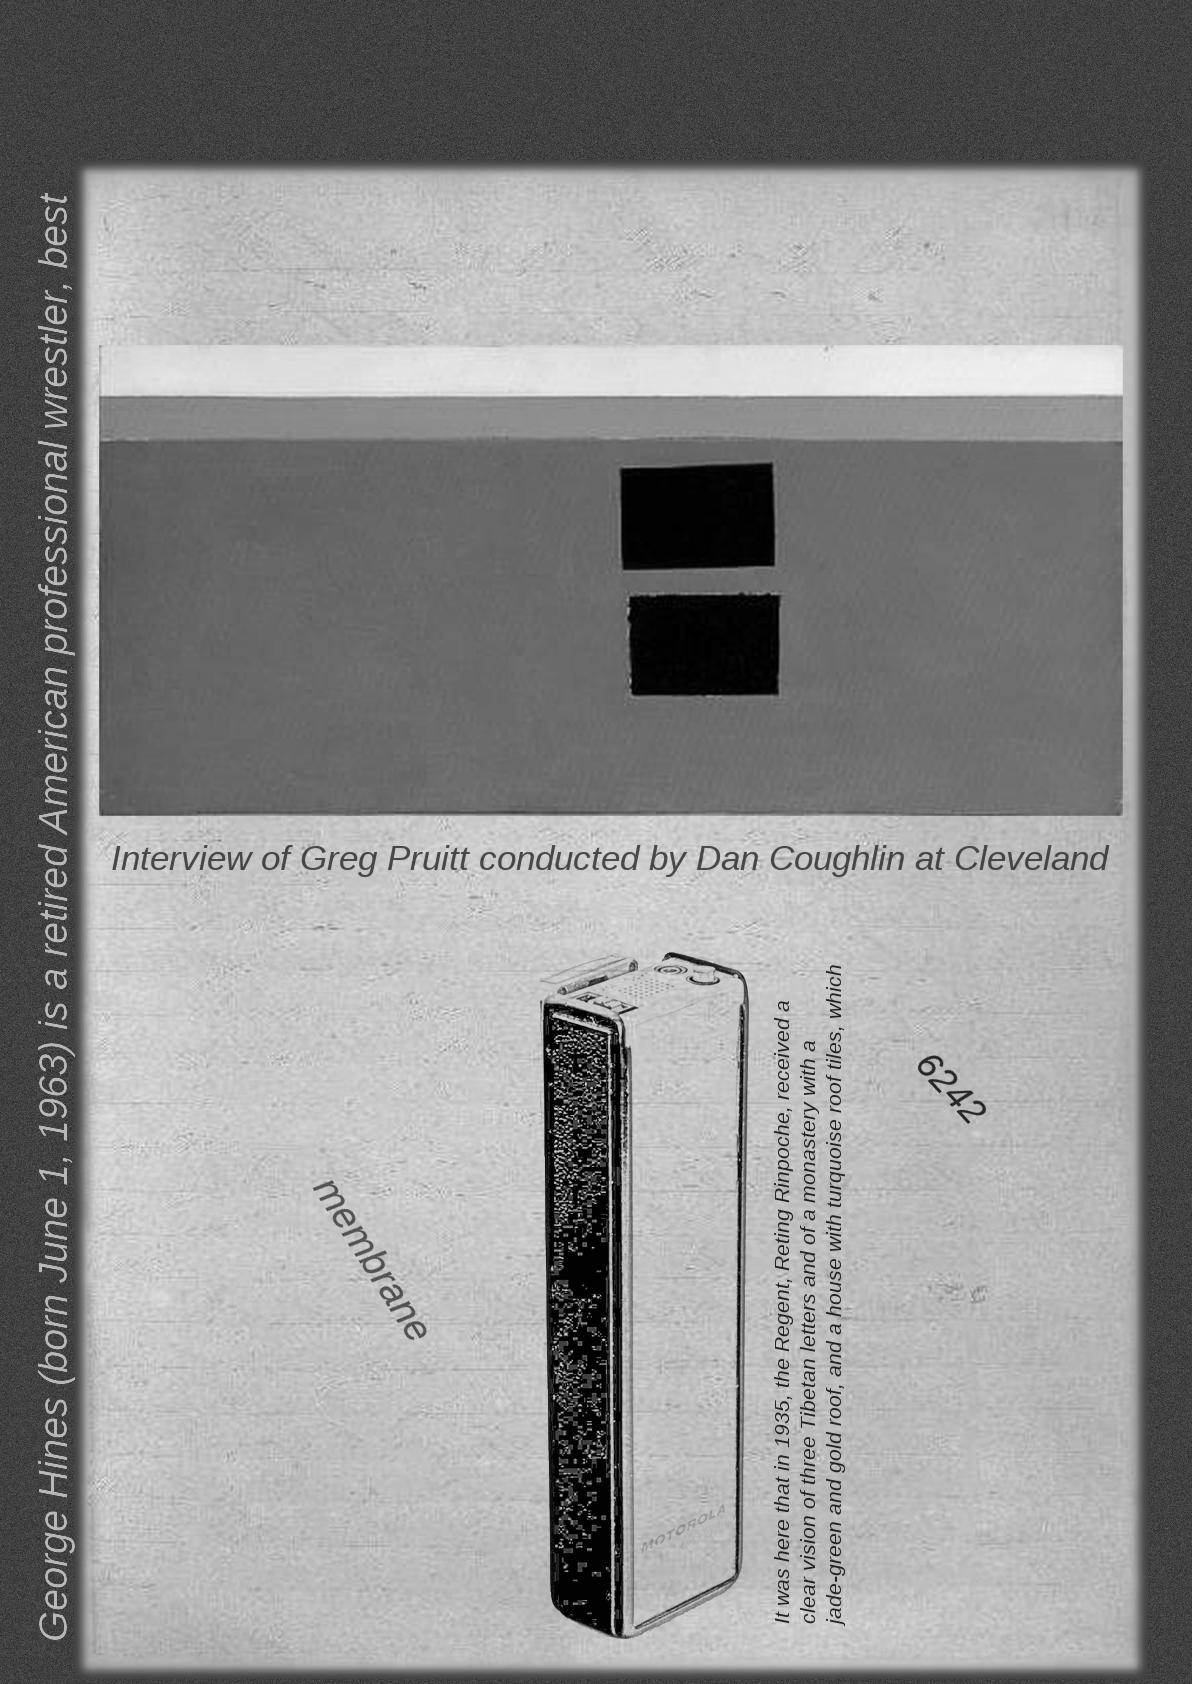 George Hines (born June 1, 1963) is a retired American professional wrestler, best
Interview of Greg Pruitt conducted by Dan Coughlin at Cleveland
membrane
MOTOROLA
It was here that in 1935, the Regent, Reting Rinpoche, received a
clear vision of three Tibetan letters and of a monastery with a
jade-green and gold roof, and a house with turquoise roof tiles, which
6242